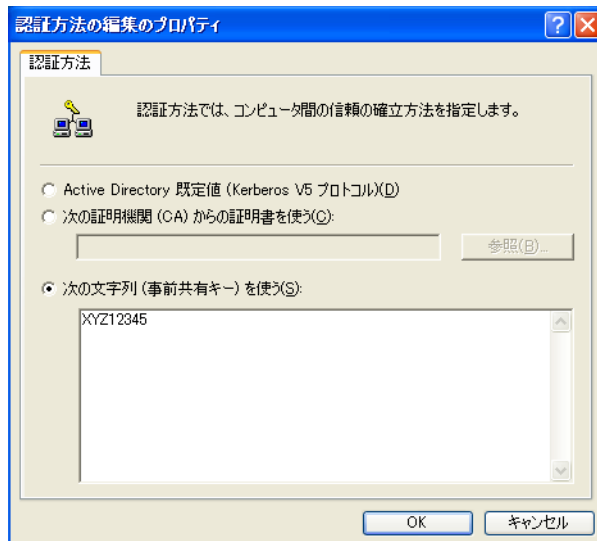 認証方法の編集のプロパティ
認証方法
認証方法では、コンピュータ間の信頼の確立方法を指定します。
Active Directory 既定値 (Kerberos V5 プロトコル)(D)
次の証明機関 (CA) からの証明書を使う(C):
参照(B)...
次の文字列 (事前共有キー) を使う(S):
XYZ12345
OK
キャンセル